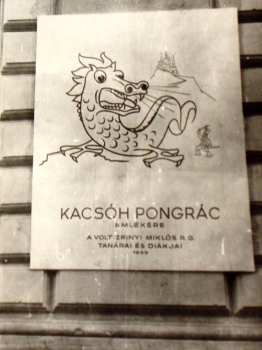 KACSÓH PONGRÁC
EMLÉKÉRE
A VOLT ZRINYI MIKLÓS R.G.
TANÁRAI ÉS DIÁKJAI